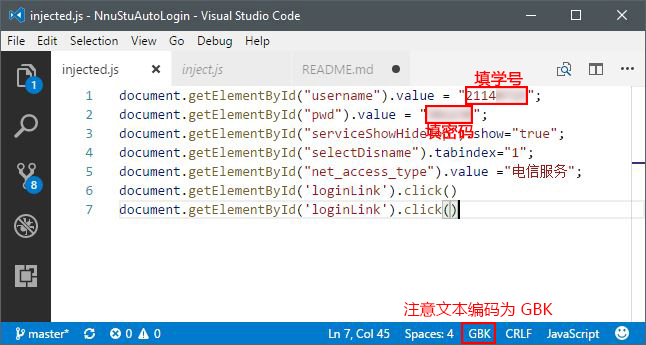 injected.js - NnuStuAutoLogin - Visual Studio Code
File Edit Selection View Go Debug Help
injected.js inject.js README.md
填学号
1 document.getElementById("username").value = "2114";
2 document.getElementById("pwd").value = "";
填密码
3 document.getElementById("serviceShowHide).show="true";
4 document.getElementById("selectDisname").tabindex="1";
5 document.getElementById("net_access_type").value ="电信服务";
6 document.getElementById('loginLink').click()
7 document.getElementById('loginLink').click()
1
8
注意文本编码为 GBK
master* 0 0 Ln 7, Col 45 Spaces: 4 GBK CRLF JavaScript